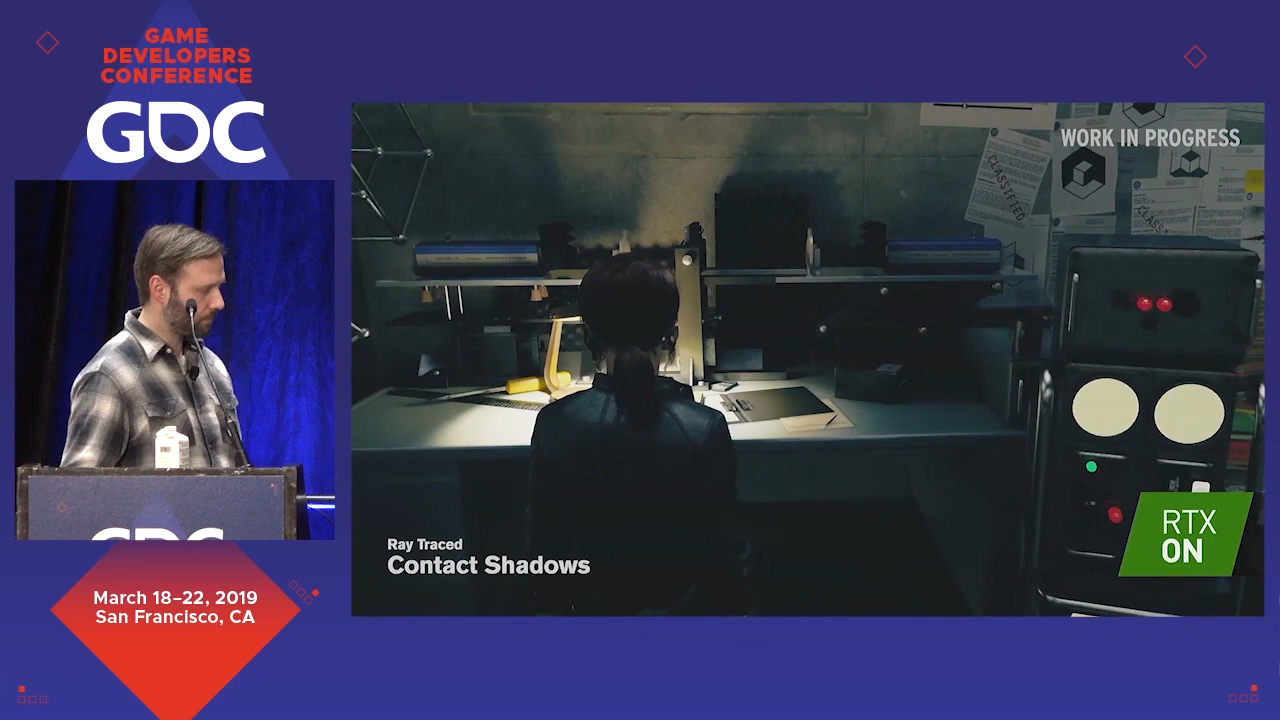 GAME
DEVELOPERS
CONFERENCE
GDC
WORK IN PROGRESS
CLASSIFIED
Ray Traced
Contact Shadows
RTX
ON
GDC
March 18–22, 2019
San Francisco, CA